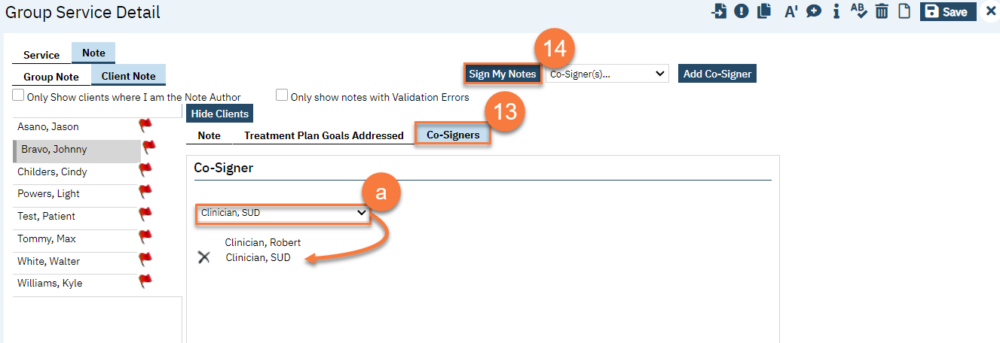 Group Service Detail
A'
i
AB
Save
Service
Note
14
Group Note
Client Note
Sign My Notes
Co-Signer(s)...
Add Co-Signer
Only Show clients where I am the Note Author
Only show notes with Validation Errors
13
Hide Clients
Note
Treatment Plan Goals Addressed
Co-Signers
Asano, Jason
Bravo, Johnny
Childers, Cindy
Powers, Light
Test, Patient
Tommy, Max
White, Walter
Williams, Kyle
Co-Signer
a
Clinician, SUD
Clinician, Robert
Clinician, SUD